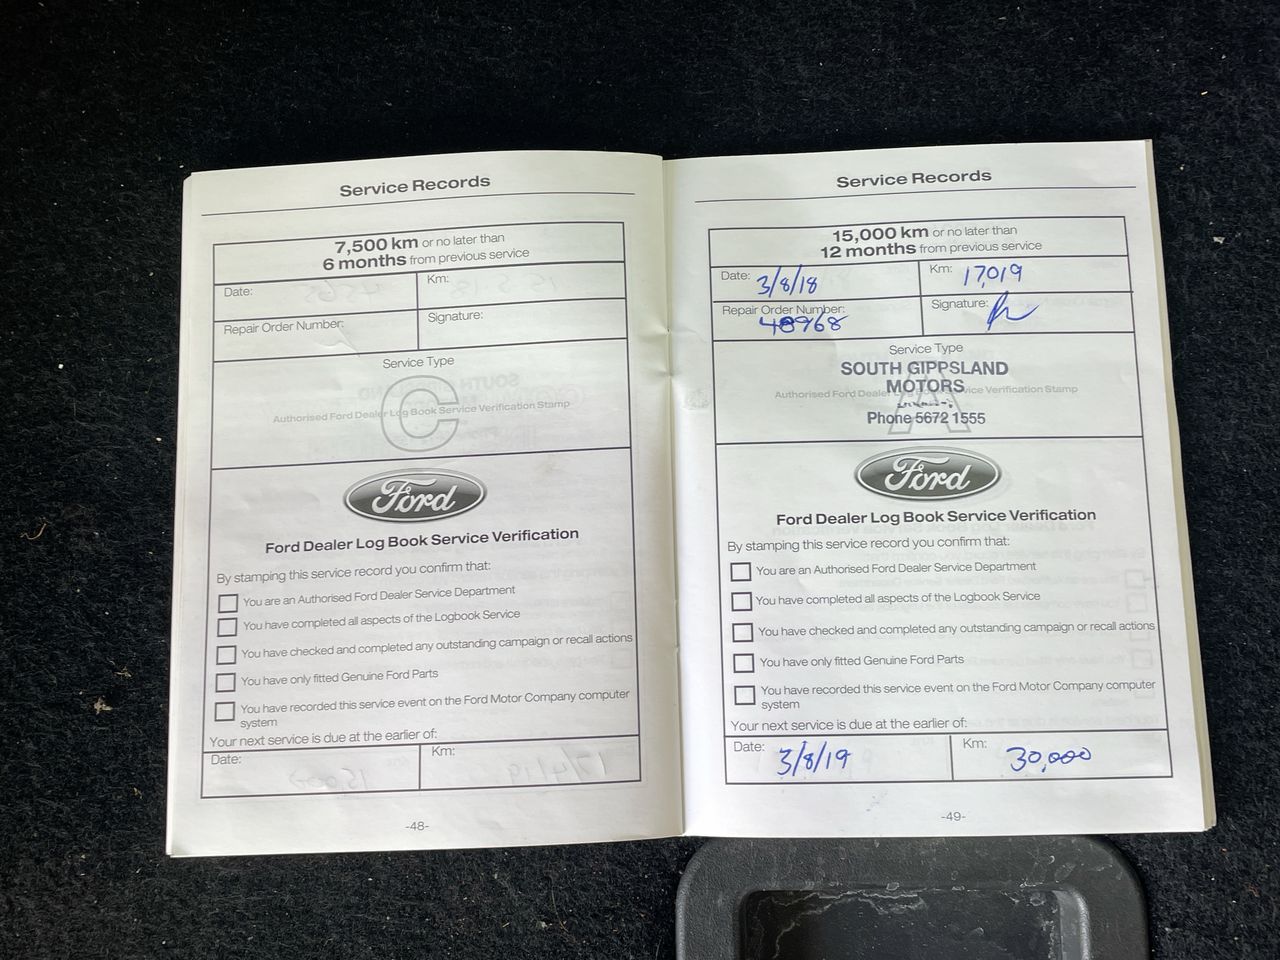 Service Records
7,500 km or no later than
6 months from previous service
Date:
Km:
Repair Order Number:
Signature:
Service Type
C
Authorised Ford Dealer Log Book Service Verification Stamp
Ford
Ford Dealer Log Book Service Verification
By stamping this service record you confirm that:
You are an Authorised Ford Dealer Service Department
You have completed all aspects of the Logbook Service
You have checked and completed any outstanding campaign or recall actions
You have only fitted Genuine Ford Parts
You have recorded this service event on the Ford Motor Company computer
system
Your next service is due at the earlier of:
Date:
Km:
-48-
Service Records
15,000 km or no later than
12 months from previous service
Date: 3/8/18
Km: 17,019
Repair Order Number:
48968
Signature:
Service Type
SOUTH GIPPSLAND
MOTORS
A
Authorised Ford Dealer Log Book Service Verification Stamp
Phone 5672 1555
Ford
Ford Dealer Log Book Service Verification
By stamping this service record you confirm that:
You are an Authorised Ford Dealer Service Department
You have completed all aspects of the Logbook Service
You have checked and completed any outstanding campaign or recall actions
You have only fitted Genuine Ford Parts
You have recorded this service event on the Ford Motor Company computer
system
Your next service is due at the earlier of:
Date: 3/8/19
Km: 30,000
-49-